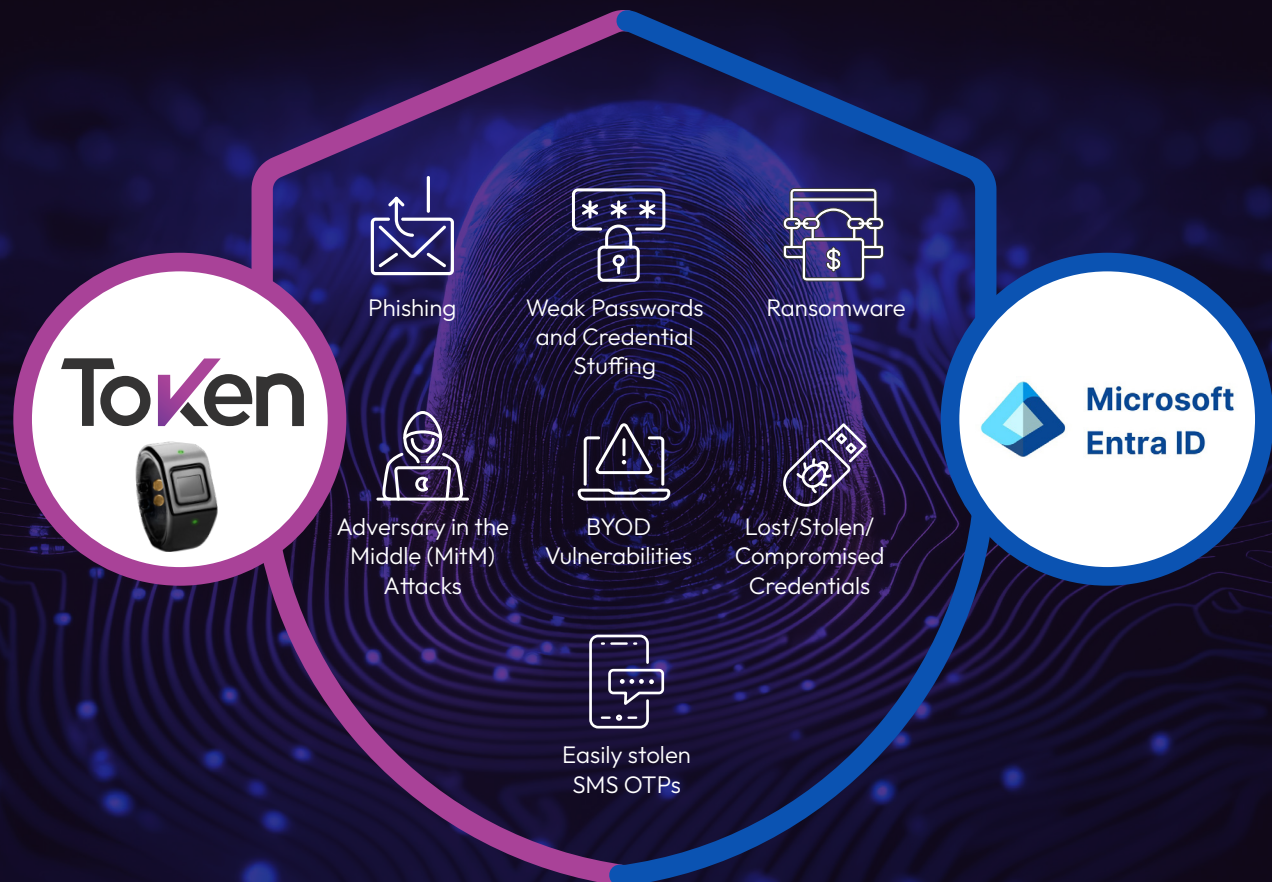 Phishing
Weak Passwords
and Credential
Stuffing
Ransomware
Token
Microsoft
Entra ID
Adversary in the
Middle (MitM)
Attacks
BYOD
Vulnerabilities
Lost/Stolen/
Compromised
Credentials
Easily stolen
SMS OTPs
* * *
$